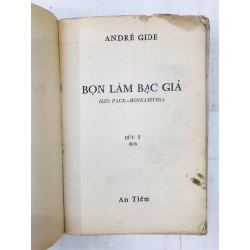 ANDRÉ GIDE
BỌN LÀM BẠC GIẢ
(LES FAUX—MONNAYEURS)
BỬU Ý
dịch
An Tiêm